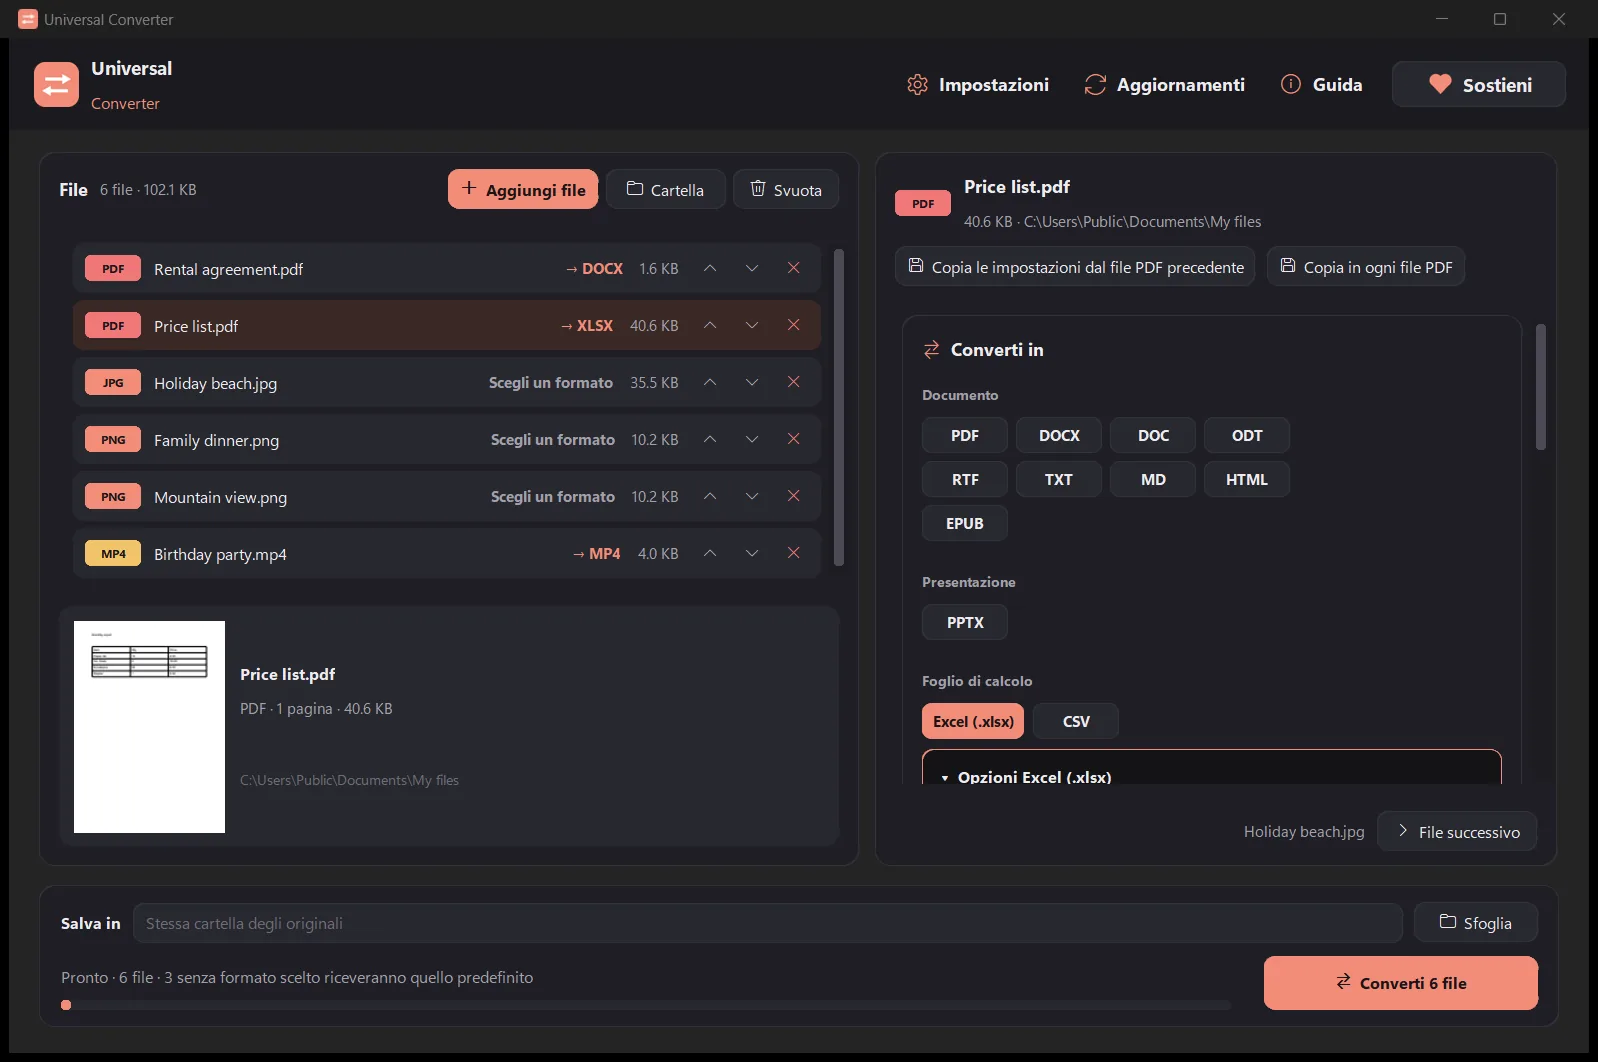 Universal Converter
Universal
Converter
Impostazioni
Aggiornamenti
Guida
Sostieni
File 6 file · 102.1 KB
Aggiungi file
Cartella
Svuota
PDF Rental agreement.pdf → DOCX 1.6 KB
PDF Price list.pdf → XLSX 40.6 KB
JPG Holiday beach.jpg Scegli un formato 35.5 KB
PNG Family dinner.png Scegli un formato 10.2 KB
PNG Mountain view.png Scegli un formato 10.2 KB
MP4 Birthday party.mp4 → MP4 4.0 KB
Price list.pdf
PDF · 1 pagina · 40.6 KB
C:\Users\Public\Documents\My files
PDF
Price list.pdf
40.6 KB · C:\Users\Public\Documents\My files
Copia le impostazioni dal file PDF precedente
Copia in ogni file PDF
Converti in
Documento
PDF DOCX DOC ODT
RTF TXT MD HTML
EPUB
Presentazione
PPTX
Foglio di calcolo
Excel (.xlsx) CSV
Opzioni Excel (.xlsx)
Holiday beach.jpg
File successivo
Salva in
Stessa cartella degli originali
Sfoglia
Pronto · 6 file · 3 senza formato scelto riceveranno quello predefinito
Converti 6 file